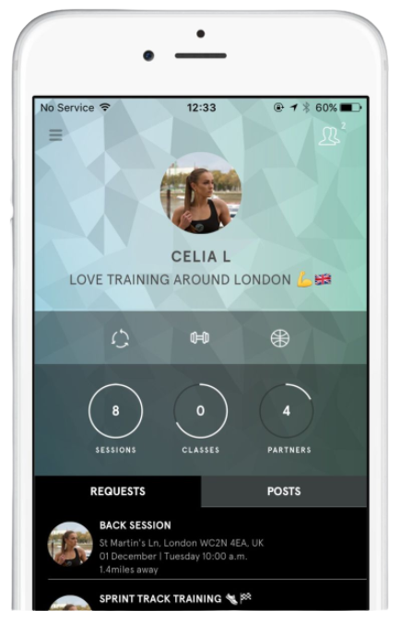 No Service 12:33 60%
2
CELIA L
LOVE TRAINING AROUND LONDON 💪🇬🇧
8 0 4
SESSIONS CLASSES PARTNERS
REQUESTS POSTS
BACK SESSION
St Martin's Ln, London WC2N 4EA, UK
01 December | Tuesday 10:00 a.m.
1.4miles away
SPRINT TRACK TRAINING 👟🏁